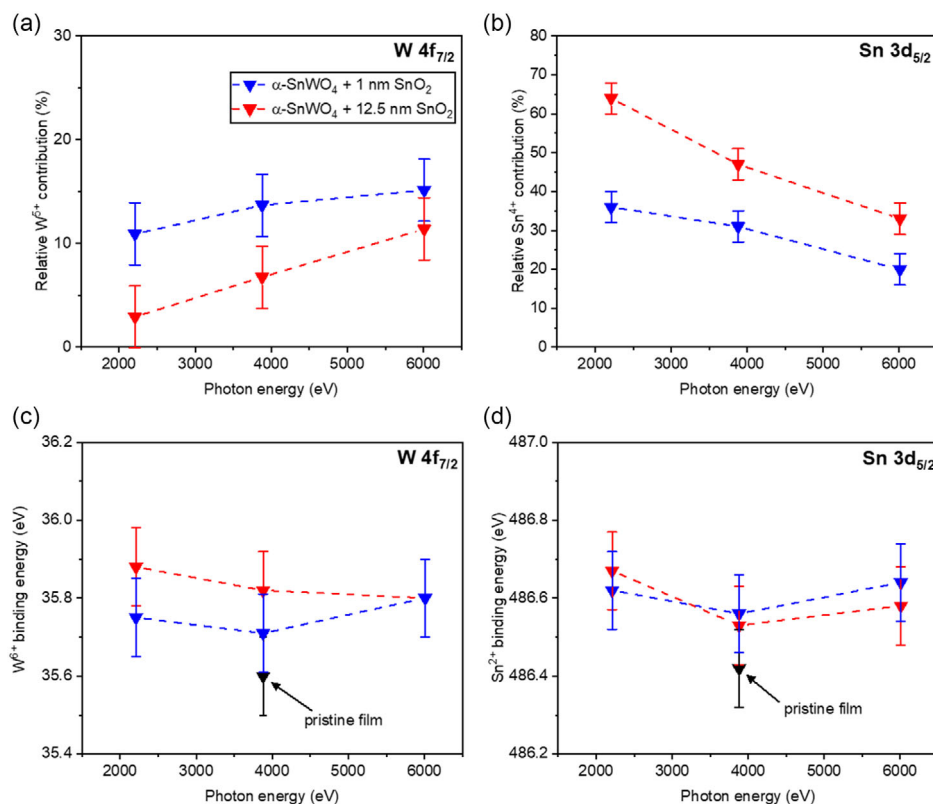 (a)
W 4f7/2
α-SnWO4 + 1 nm SnO2
α-SnWO4 + 12.5 nm SnO2
Relative W5+ contribution (%)
30
20
10
0
2000 3000 4000 5000 6000
Photon energy (eV)
(b)
Sn 3d5/2
Relative Sn4+ contribution (%)
80
70
60
50
40
30
20
10
0
2000 3000 4000 5000 6000
Photon energy (eV)
(c)
W 4f7/2
W6+ binding energy (eV)
36.2
36.0
35.8
35.6
35.4
pristine film
2000 3000 4000 5000 6000
Photon energy (eV)
(d)
Sn 3d5/2
Sn2+ binding energy (eV)
487.0
486.8
486.6
486.4
486.2
pristine film
2000 3000 4000 5000 6000
Photon energy (eV)